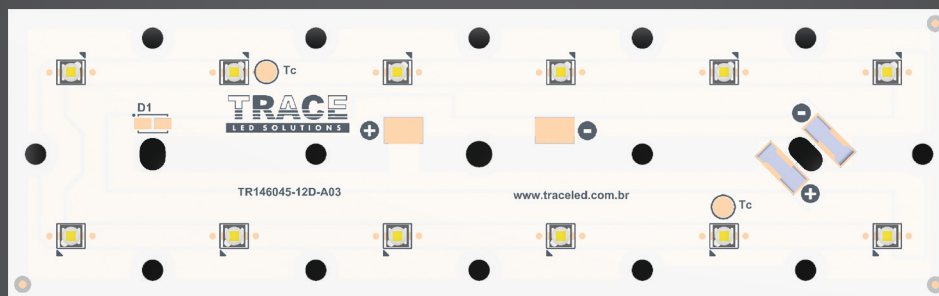 Tc
D1
TRACE
LED SOLUTIONS
+
-
-
+
TR146045-12D-A03
www.traceled.com.br
Tc